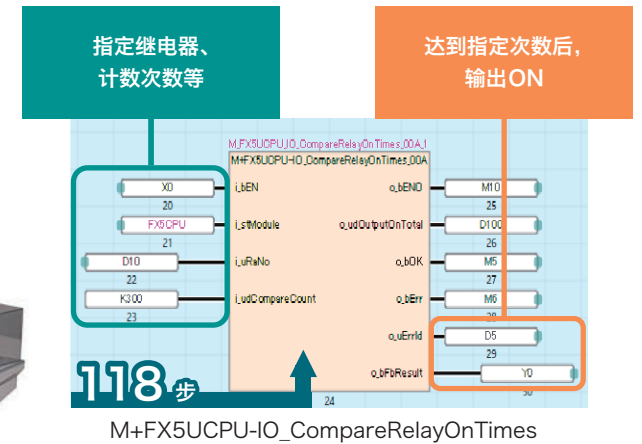 指定继电器、
计数次数等
达到指定次数后,
输出ON
M_FX5UCPU_IO_CompareRelayOnTimes_00A_1
M+FX5UCPU-IO_CompareRelayOnTimes_00A
X0
i_bEN
o_bENO
M10
20
25
FX5CPU
i_stModule
o_udOutputOnTotal
D100
21
26
D10
i_uRaNo
o_bOK
M5
22
27
K300
i_udCompareCount
o_bErr
M6
23
28
o_uErrId
D5
29
118步
o_bFbResult
Y0
24
30
M+FX5UCPU-IO_CompareRelayOnTimes